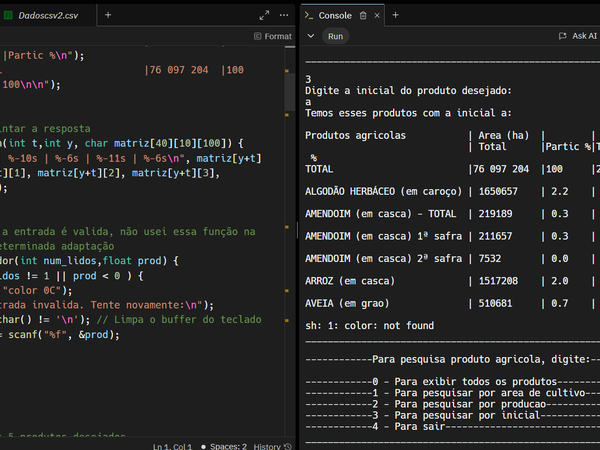 Dadoscsv2.csv
Format
|Partic %\n");
|76 097 204 |100
100\n\n");
ntar a resposta
(int t,int y, char matriz[40][10][100]) {
%-10s | %-6s | %-11s | %-6s\n", matriz[y+t]
t][1], matriz[y+t][2], matriz[y+t][3],
);
a entrada é valida, não usei essa função na
eterminada adaptação
dor(int num_lidos,float prod) {
idos != 1 || prod < 0 ) {
"color 0C");
trada invalida. Tente novamente:\n");
char() != '\n'); // Limpa o buffer do teclado
= scanf("%f", &prod);
5 produtos desejados
Ln 1, Col 1 Spaces: 2 History
Console
Run
Ask AI
3
Digite a inicial do produto desejado:
a
Temos esses produtos com a inicial a:
Produtos agricolas | Area (ha) |
| Total |Partic %|T
%
TOTAL |76 097 204 |100 |2
ALGODÃO HERBÁCEO (em caroço) | 1650657 | 2.2 |
AMENDOIM (em casca) - TOTAL | 219189 | 0.3 |
AMENDOIM (em casca) 1ª safra | 211657 | 0.3 |
AMENDOIM (em casca) 2ª safra | 7532 | 0.0 |
ARROZ (em casca) | 1517208 | 2.0 |
AVEIA (em grao) | 510681 | 0.7 |
sh: 1: color: not found
------------Para pesquisa produto agricola, digite:--
------------0 - Para exibir todos os produtos--------
------------1 - Para pesquisar por area de cultivo---
------------2 - Para pesquisar por producao----------
------------3 - Para pesquisar por inicial-----------
------------4 - Para sair----------------------------